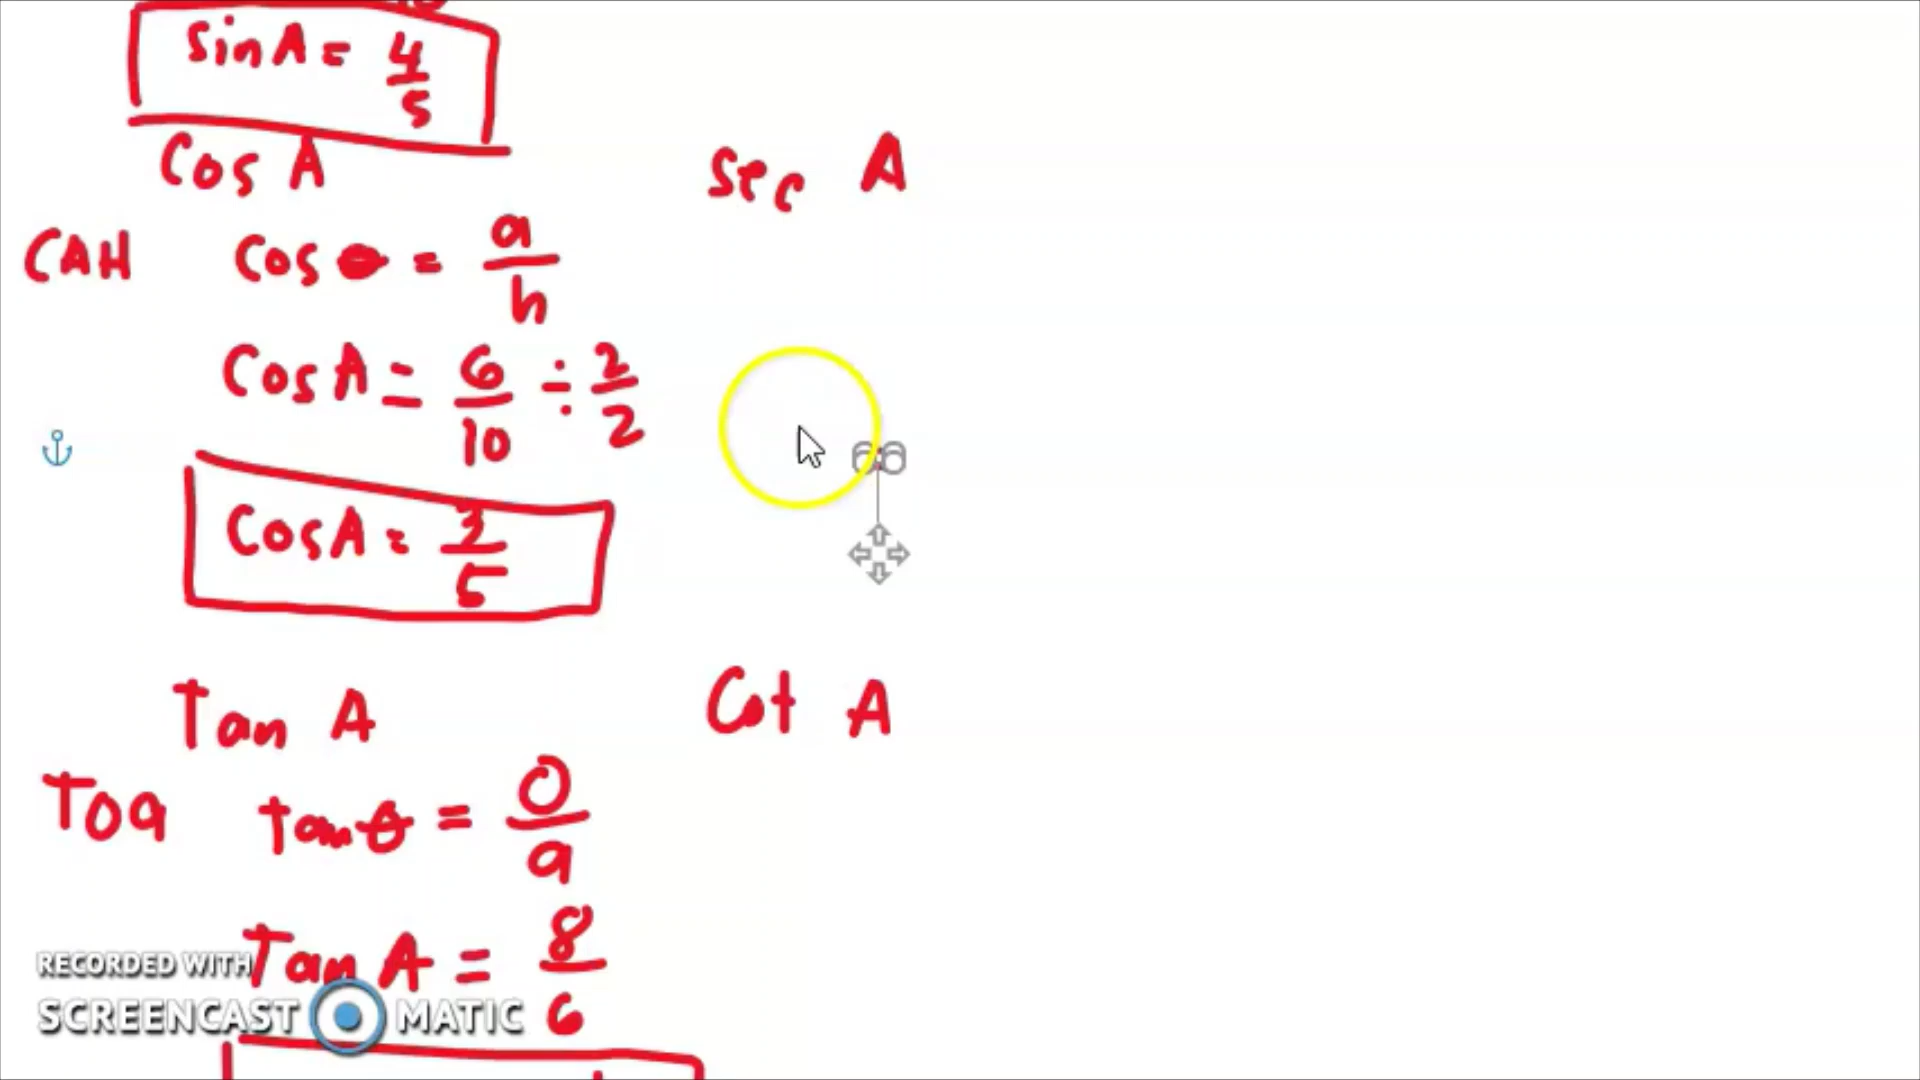 sin A = 4/5
Cos A
CAH Cos θ = a/h
Cos A = 6/10 ÷ 2/2
Cos A = 3/5
Sec A
Tan A
TOa Tan θ = O/a
Tan A = 8/6
Cot A
RECORDED WITH
SCREENCAST MATIC